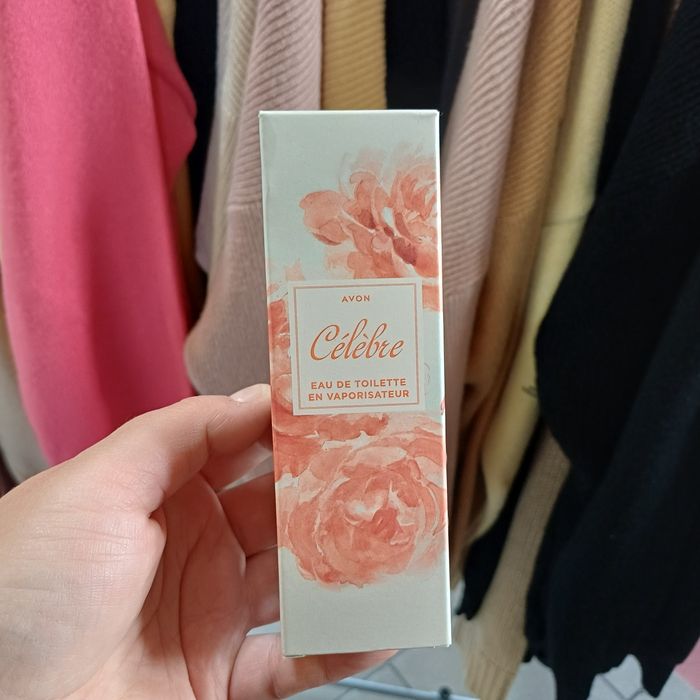 AVON
Célèbre
EAU DE TOILETTE
EN VAPORISATEUR